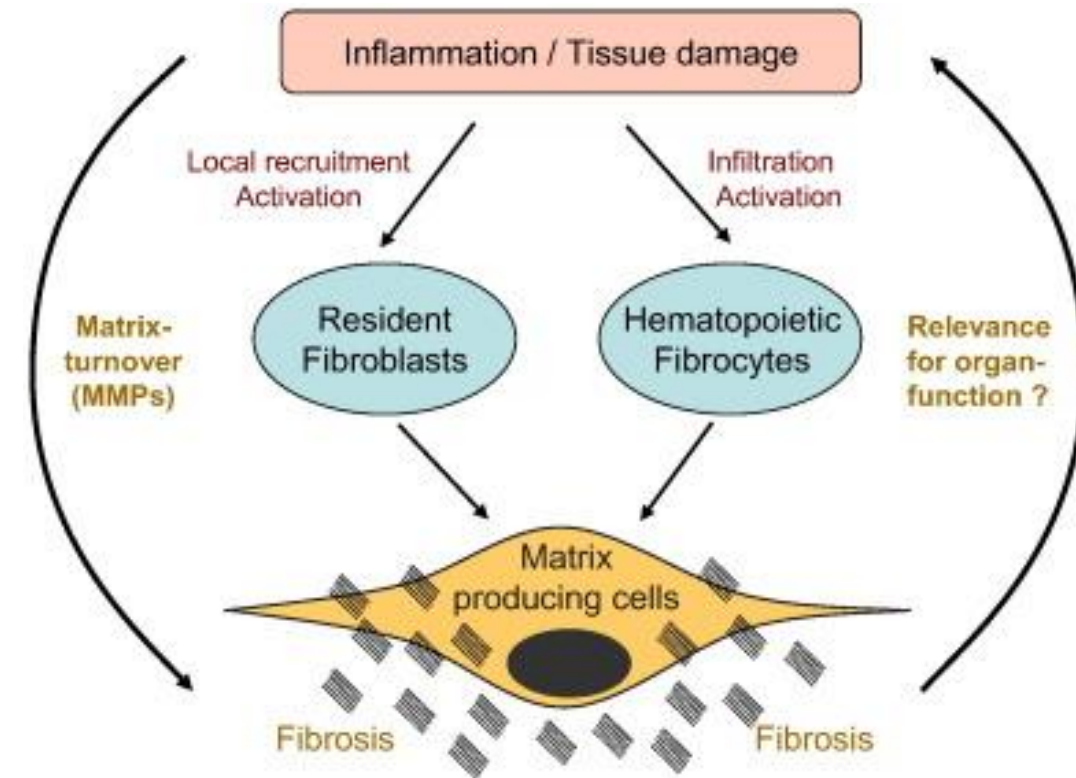 Inflammation / Tissue damage
Local recruitment
Activation
Infiltration
Activation
Resident
Fibroblasts
Hematopoietic
Fibrocytes
Matrix-
turnover
(MMPs)
Relevance
for organ-
function ?
Matrix
producing cells
Fibrosis
Fibrosis